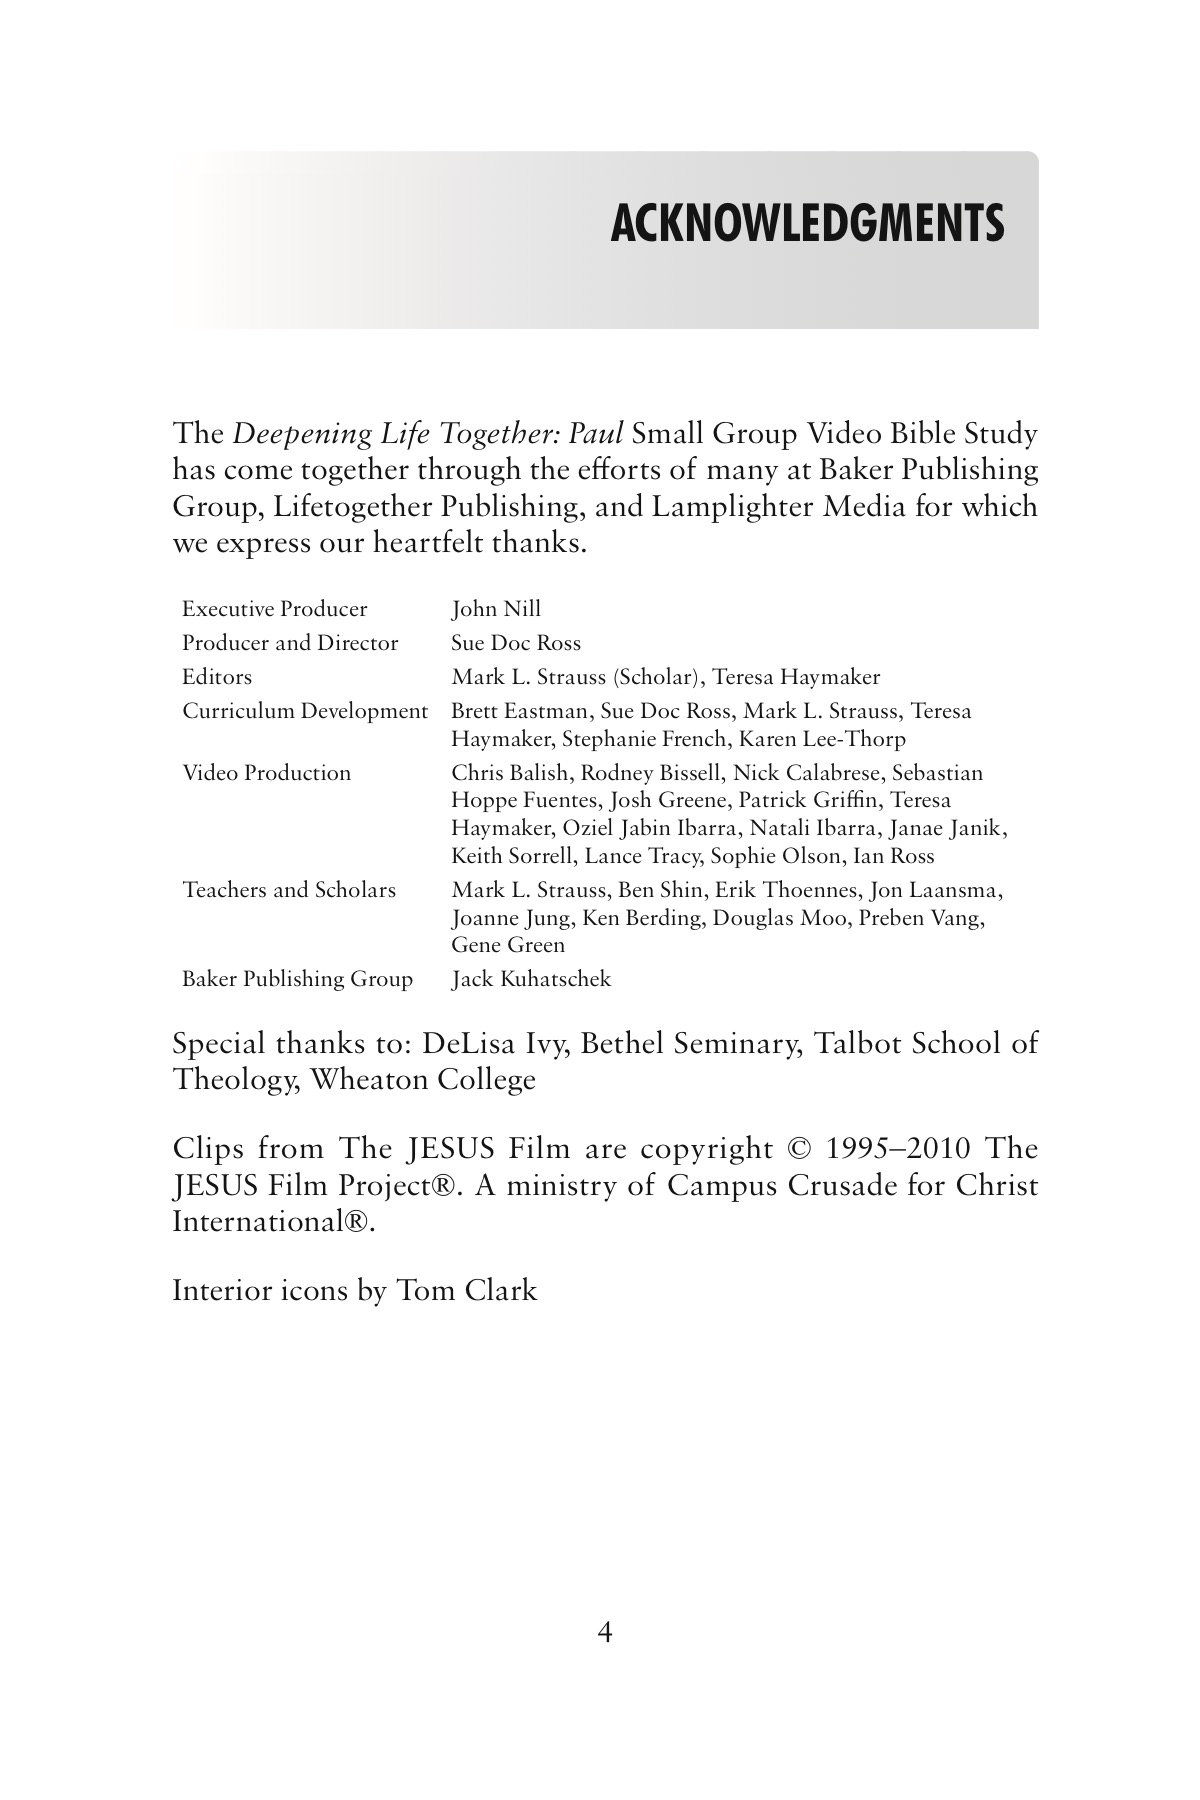 ACKNOWLEDGMENTS
The Deepening Life Together: Paul Small Group Video Bible Study
has come together through the efforts of many at Baker Publishing
Group, Lifetogether Publishing, and Lamplighter Media for which
we express our heartfelt thanks.
Executive Producer John Nill
Producer and Director Sue Doc Ross
Editors Mark L. Strauss (Scholar), Teresa Haymaker
Curriculum Development Brett Eastman, Sue Doc Ross, Mark L. Strauss, Teresa
Haymaker, Stephanie French, Karen Lee-Thorp
Video Production Chris Balish, Rodney Bissell, Nick Calabrese, Sebastian
Hoppe Fuentes, Josh Greene, Patrick Griffin, Teresa
Haymaker, Oziel Jabin Ibarra, Natali Ibarra, Janae Janik,
Keith Sorrell, Lance Tracy, Sophie Olson, Ian Ross
Teachers and Scholars Mark L. Strauss, Ben Shin, Erik Thoennes, Jon Laansma,
Joanne Jung, Ken Berding, Douglas Moo, Preben Vang,
Gene Green
Baker Publishing Group Jack Kuhatschek
Special thanks to: DeLisa Ivy, Bethel Seminary, Talbot School of
Theology, Wheaton College
Clips from The JESUS Film are copyright © 1995–2010 The
JESUS Film Project®. A ministry of Campus Crusade for Christ
International®.
Interior icons by Tom Clark
4